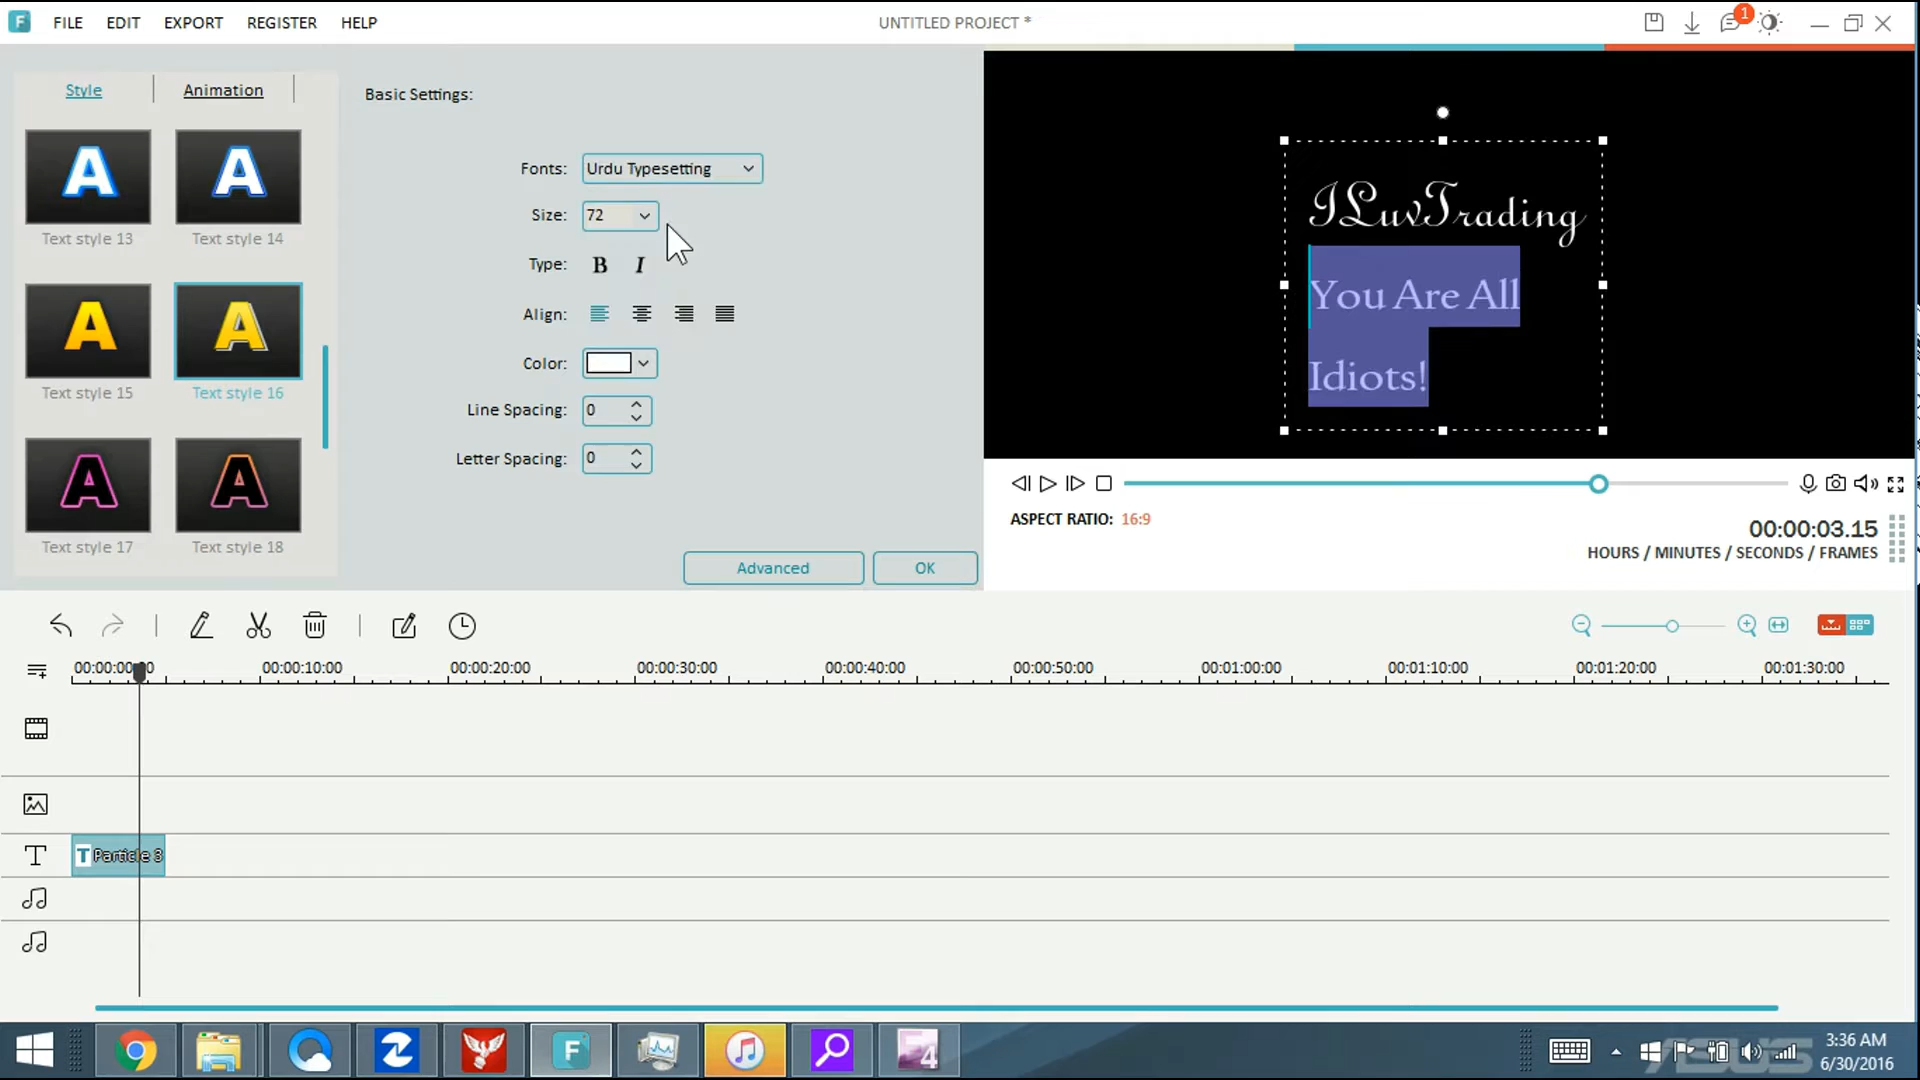 FILE EDIT EXPORT REGISTER HELP UNTITLED PROJECT * 1
Style Animation
Basic Settings:
A A
Text style 13 Text style 14
A A
Text style 15 Text style 16
A A
Text style 17 Text style 18
Fonts: Urdu Typesetting
Size: 72
Type: B I
Align:
Color:
Line Spacing: 0
Letter Spacing: 0
Advanced OK
ILuvTrading
You Are All
Idiots!
ASPECT RATIO: 16:9
00:00:03.15
HOURS / MINUTES / SECONDS / FRAMES
00:00:00:00 00:00:10:00 00:00:20:00 00:00:30:00 00:00:40:00 00:00:50:00 00:01:00:00 00:01:10:00 00:01:20:00 00:01:30:00
T T Particle 3
F 4
ASUS
3:36 AM
6/30/2016